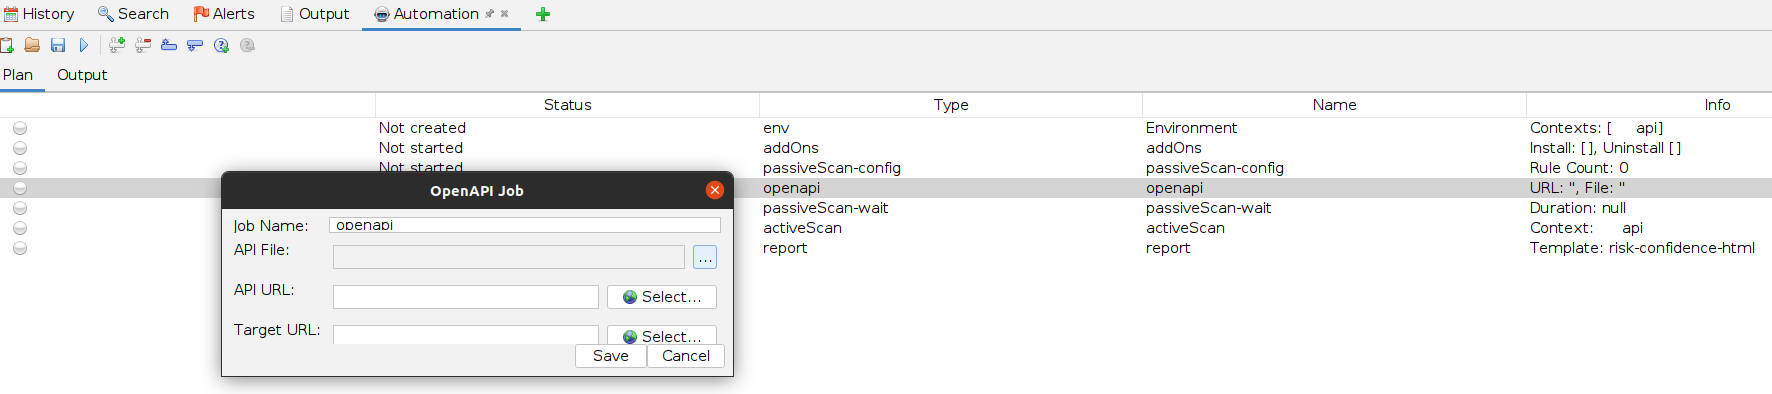 History Search Alerts Output Automation
Plan Output
Status Type Name Info
Not created env Environment Contexts: [ api]
Not started addOns addOns Install: [], Uninstall []
Not started passiveScan-config passiveScan-config Rule Count: 0
openapi openapi URL: '', File: ''
passiveScan-wait passiveScan-wait Duration: null
activeScan activeScan Context: api
report report Template: risk-confidence-html
OpenAPI Job
Job Name: openapi
API File: ...
API URL: Select...
Target URL: Select...
Save Cancel